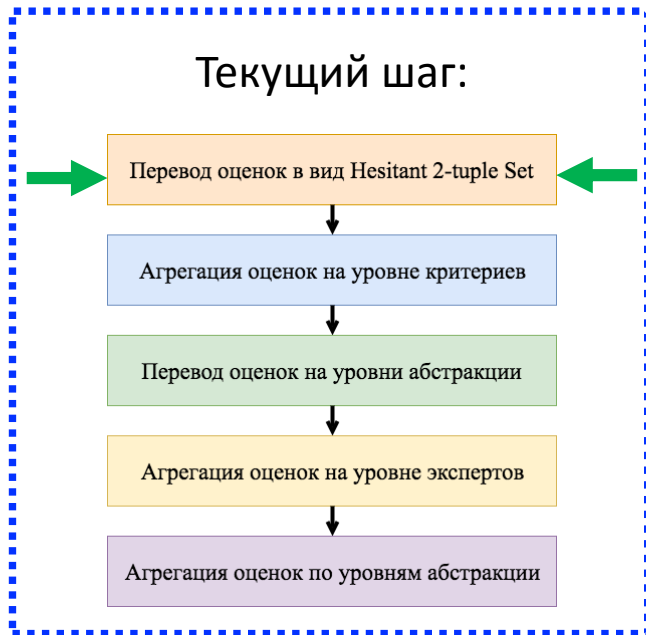 Текущий шаг:
Перевод оценок в вид Hesitant 2-tuple Set
Агрегация оценок на уровне критериев
Перевод оценок на уровни абстракции
Агрегация оценок на уровне экспертов
Агрегация оценок по уровням абстракции